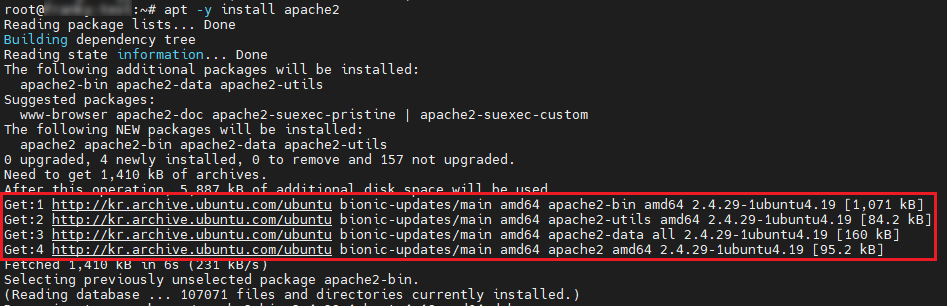 root@ :~# apt -y install apache2
Reading package lists... Done
Building dependency tree
Reading state information... Done
The following additional packages will be installed:
  apache2-bin apache2-data apache2-utils
Suggested packages:
  www-browser apache2-doc apache2-suexec-pristine | apache2-suexec-custom
The following NEW packages will be installed:
  apache2 apache2-bin apache2-data apache2-utils
0 upgraded, 4 newly installed, 0 to remove and 157 not upgraded.
Need to get 1,410 kB of archives.
After this operation, 5,887 kB of additional disk space will be used
Get:1 http://kr.archive.ubuntu.com/ubuntu bionic-updates/main amd64 apache2-bin amd64 2.4.29-1ubuntu4.19 [1,071 kB]
Get:2 http://kr.archive.ubuntu.com/ubuntu bionic-updates/main amd64 apache2-utils amd64 2.4.29-1ubuntu4.19 [84.2 kB]
Get:3 http://kr.archive.ubuntu.com/ubuntu bionic-updates/main amd64 apache2-data all 2.4.29-1ubuntu4.19 [160 kB]
Get:4 http://kr.archive.ubuntu.com/ubuntu bionic-updates/main amd64 apache2 amd64 2.4.29-1ubuntu4.19 [95.2 kB]
Fetched 1,410 kB in 6s (231 kB/s)
Selecting previously unselected package apache2-bin.
(Reading database ... 107071 files and directories currently installed.)